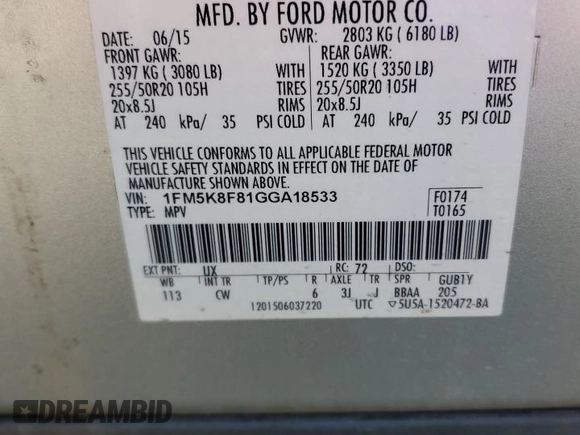 MFD. BY FORD MOTOR CO.
DATE: 06/15 GVWR: 2803 KG ( 6180 LB)
FRONT GAWR: REAR GAWR:
1397 KG ( 3080 LB) WITH 1520 KG ( 3350 LB) WITH
255/50R20 105H TIRES 255/50R20 105H TIRES
20x8.5J RIMS 20x8.5J RIMS
AT 240 kPa/ 35 PSI COLD AT 240 kPa/ 35 PSI COLD
THIS VEHICLE CONFORMS TO ALL APPLICABLE FEDERAL MOTOR
VEHICLE SAFETY STANDARDS IN EFFECT ON THE DATE OF
MANUFACTURE SHOWN ABOVE.
VIN: 1FM5K8F81GGA18533 F0174
TYPE: MPV T0165
EXT PNT: UX RC: 72 DSO:
WB INT TR TP/PS R AXLE TR SPR GUB1Y
113 CW 6 3J J BBAA 205
1201506037220 UTC ▽5U5A-1520472-BA
DREAMBID